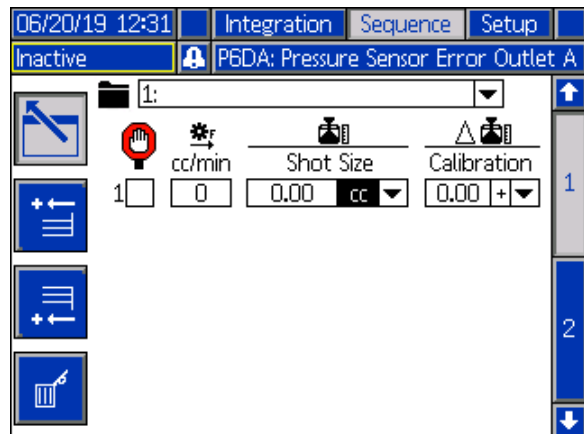 06/20/19 12:31 Integration Sequence Setup
Inactive P6DA: Pressure Sensor Error Outlet A
1:
F
cc/min Shot Size Calibration
1 0 0.00 cc 0.00 +
1
2